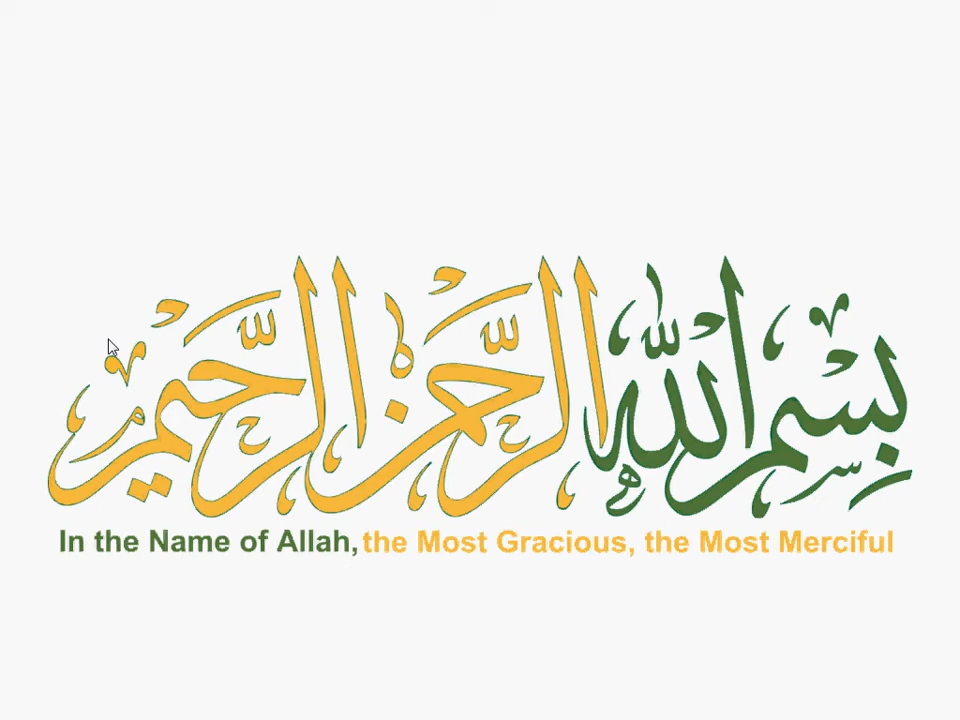 بسم الله الرحمن الرحيم
In the Name of Allah, the Most Gracious, the Most Merciful